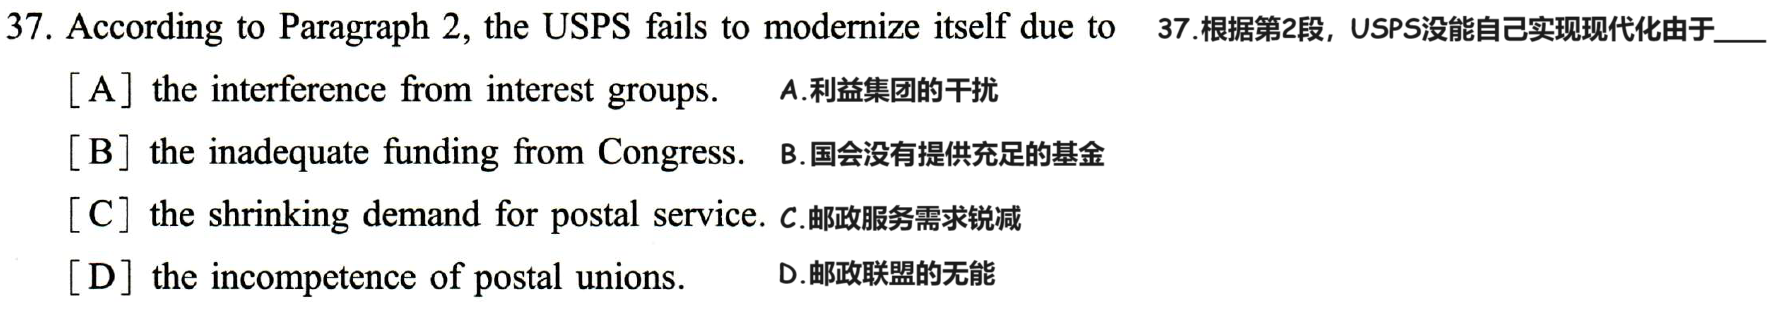 37. According to Paragraph 2, the USPS fails to modernize itself due to 37.根据第2段，USPS没能自己实现现代化由于____
[A] the interference from interest groups. A.利益集团的干扰
[B] the inadequate funding from Congress. B.国会没有提供充足的基金
[C] the shrinking demand for postal service. C.邮政服务需求锐减
[D] the incompetence of postal unions. D.邮政联盟的无能